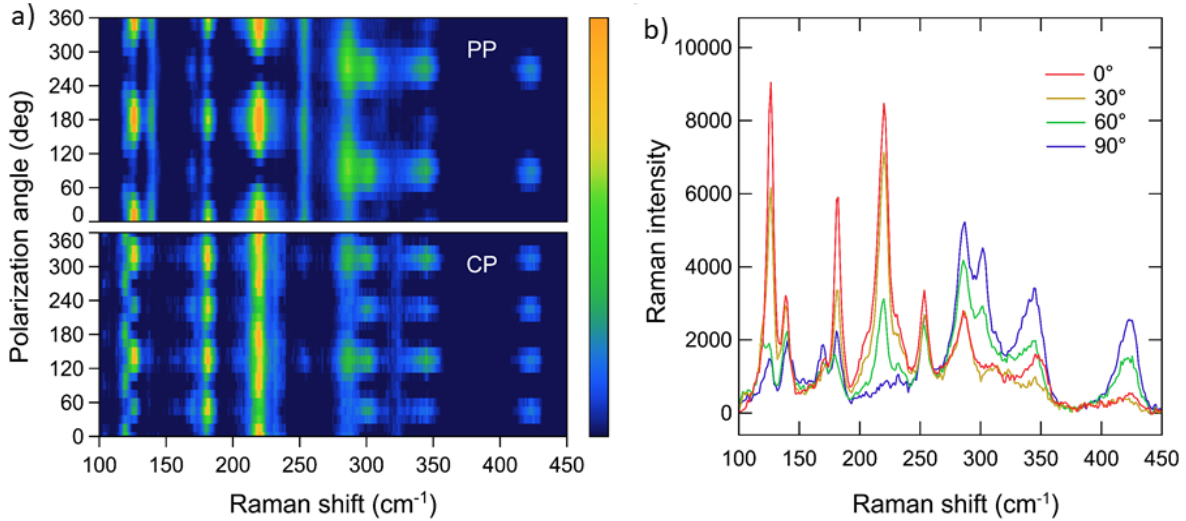 a)
PP
CP
Polarization angle (deg)
360
300
240
180
120
60
0
360
300
240
180
120
60
0
100 150 200 250 300 350 400 450
Raman shift (cm⁻¹)
b)
0°
30°
60°
90°
Raman intensity
10000
8000
6000
4000
2000
0
100 150 200 250 300 350 400 450
Raman shift (cm⁻¹)